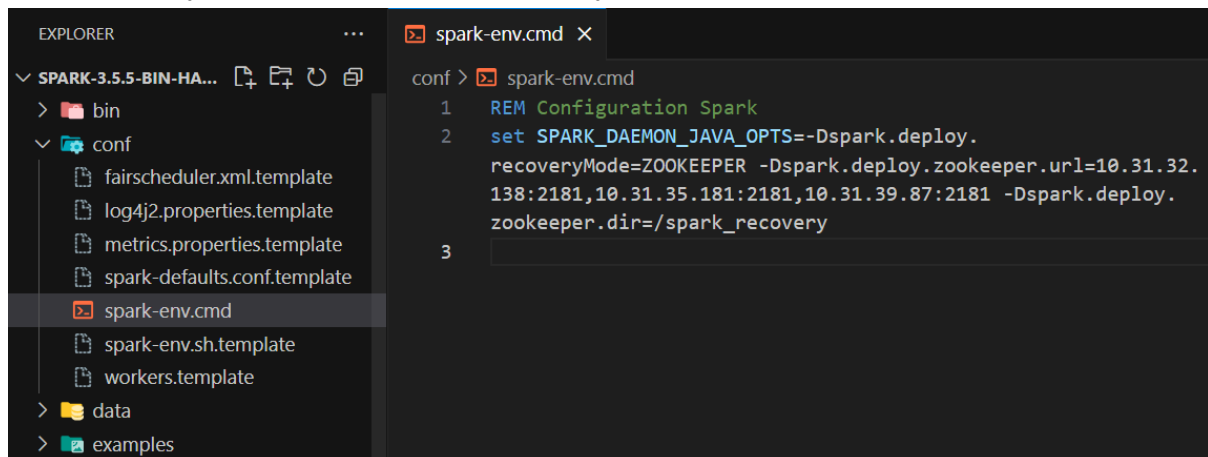 EXPLORER
...
SPARK-3.5.5-BIN-HA...
bin
conf
fairscheduler.xml.template
log4j2.properties.template
metrics.properties.template
spark-defaults.conf.template
spark-env.cmd
spark-env.sh.template
workers.template
data
examples
spark-env.cmd
conf > spark-env.cmd
1 REM Configuration Spark
2 set SPARK_DAEMON_JAVA_OPTS=-Dspark.deploy.
recoveryMode=ZOOKEEPER -Dspark.deploy.zookeeper.url=10.31.32.
138:2181,10.31.35.181:2181,10.31.39.87:2181 -Dspark.deploy.
zookeeper.dir=/spark_recovery
3